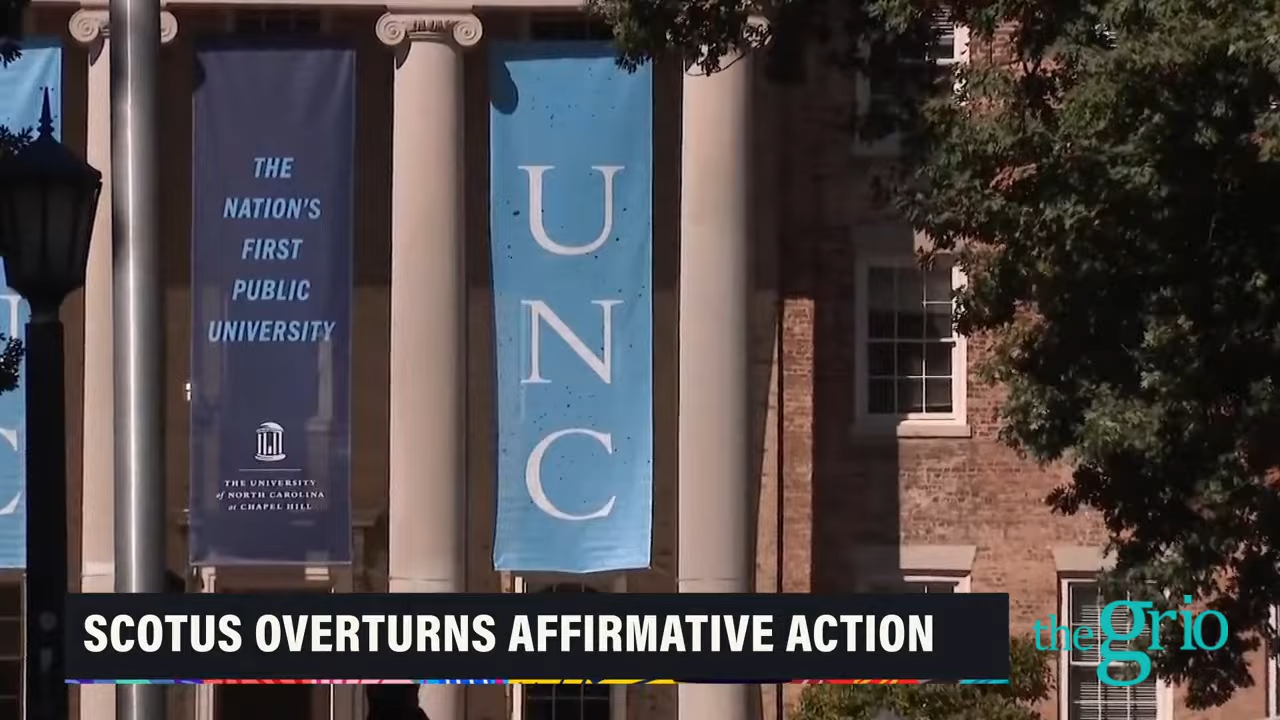 THE
NATION'S
FIRST
PUBLIC
UNIVERSITY
THE UNIVERSITY
of NORTH CAROLINA
at CHAPEL HILL
U
N
C
SCOTUS OVERTURNS AFFIRMATIVE ACTION
thegrio